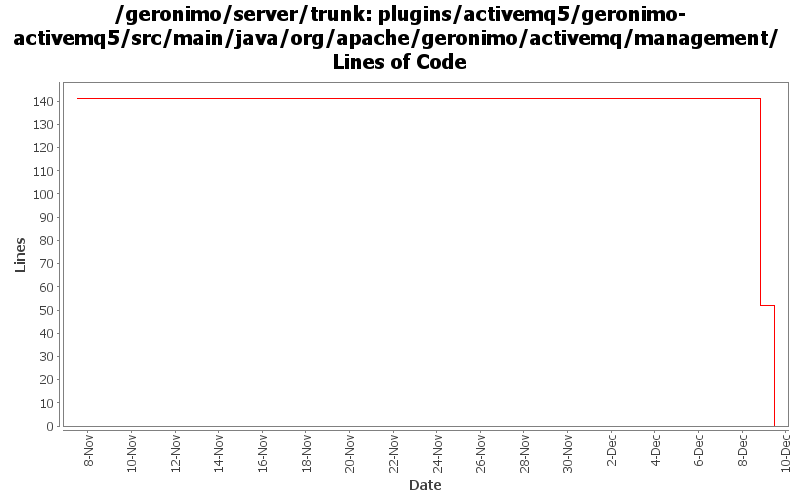 /geronimo/server/trunk: plugins/activemq5/geronimo-
activemq5/src/main/java/org/apache/geronimo/activemq/management/
Lines of Code
140
130
120
110
100
90
80
70
60
50
40
30
20
10
0
Lines
8-Nov
10-Nov
12-Nov
14-Nov
16-Nov
18-Nov
20-Nov
22-Nov
24-Nov
26-Nov
28-Nov
30-Nov
2-Dec
4-Dec
6-Dec
8-Dec
10-Dec
Date